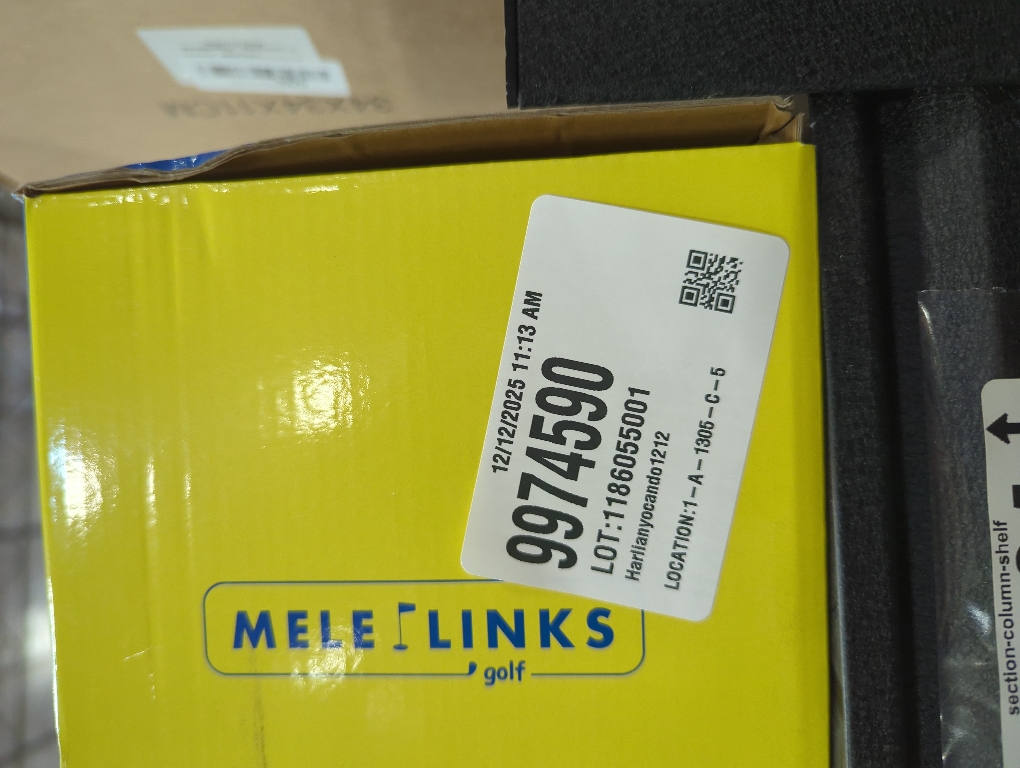 34X34X11CM
12/12/2025 11:13 AM
9974590
LOT:1186055001
Harlianyocando1212
LOCATION:1-A-1305-C-5
MELE LINKS
golf
section-column-shelf